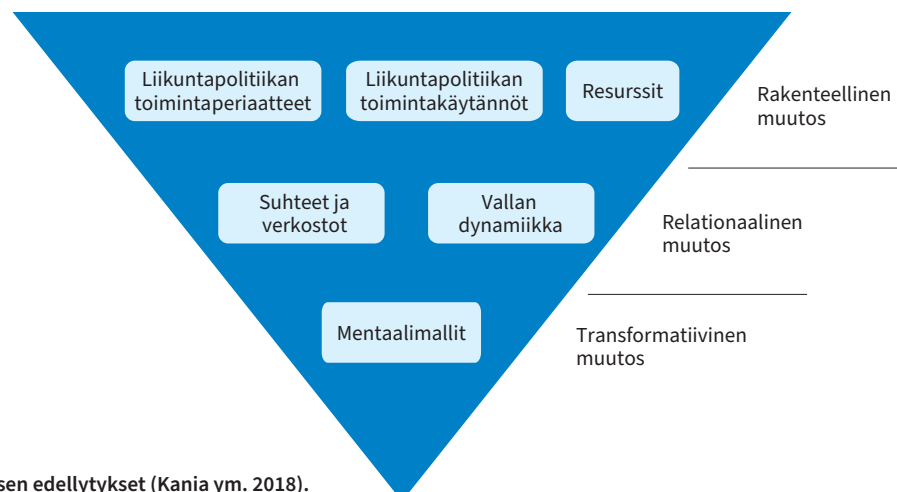 Liikuntapolitiikan
toimintaperiaatteet
Liikuntapolitiikan
toimintakäytännöt
Resurssit
Rakenteellinen
muutos
Suhteet ja
verkostot
Vallan
dynamiikka
Relationaalinen
muutos
Mentaalimallit
Transformatiivinen
muutos
sen edellytykset (Kania ym. 2018).